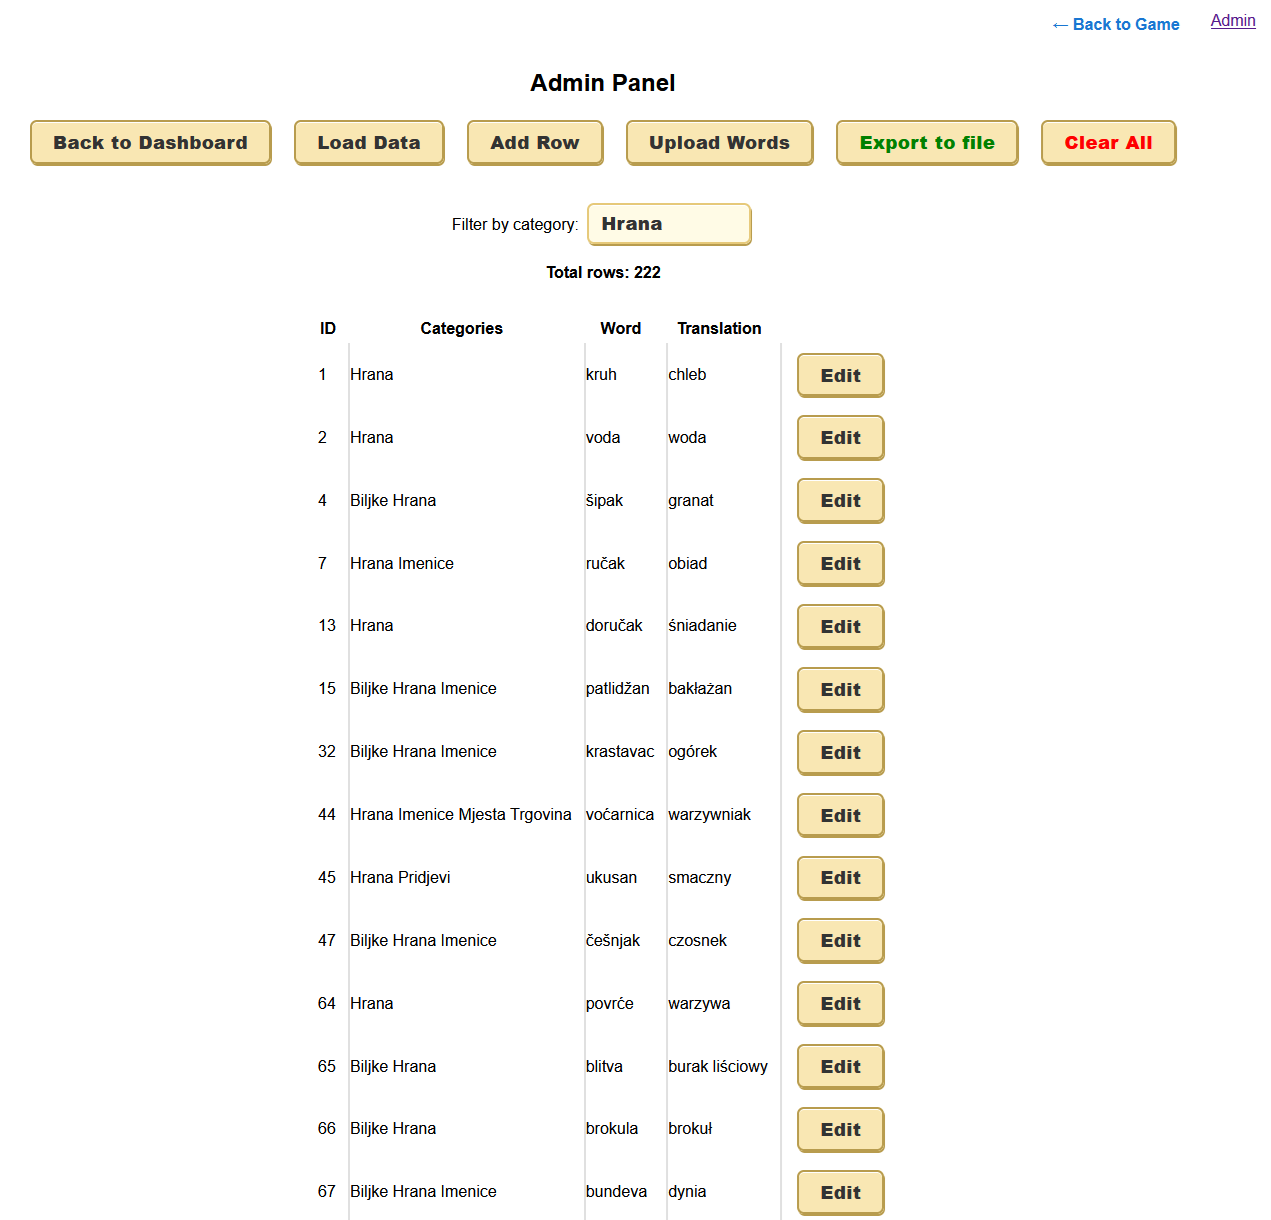 ← Back to Game Admin
Admin Panel
Back to Dashboard Load Data Add Row Upload Words Export to file Clear All
Filter by category: Hrana
Total rows: 222
ID Categories Word Translation
1 Hrana kruh chleb Edit
2 Hrana voda woda Edit
4 Biljke Hrana šipak granat Edit
7 Hrana Imenice ručak obiad Edit
13 Hrana doručak śniadanie Edit
15 Biljke Hrana Imenice patlidžan bakłażan Edit
32 Biljke Hrana Imenice krastavac ogórek Edit
44 Hrana Imenice Mjesta Trgovina voćarnica warzywniak Edit
45 Hrana Pridjevi ukusan smaczny Edit
47 Biljke Hrana Imenice češnjak czosnek Edit
64 Hrana povrće warzywa Edit
65 Biljke Hrana blitva burak liściowy Edit
66 Biljke Hrana brokula brokuł Edit
67 Biljke Hrana Imenice bundeva dynia Edit